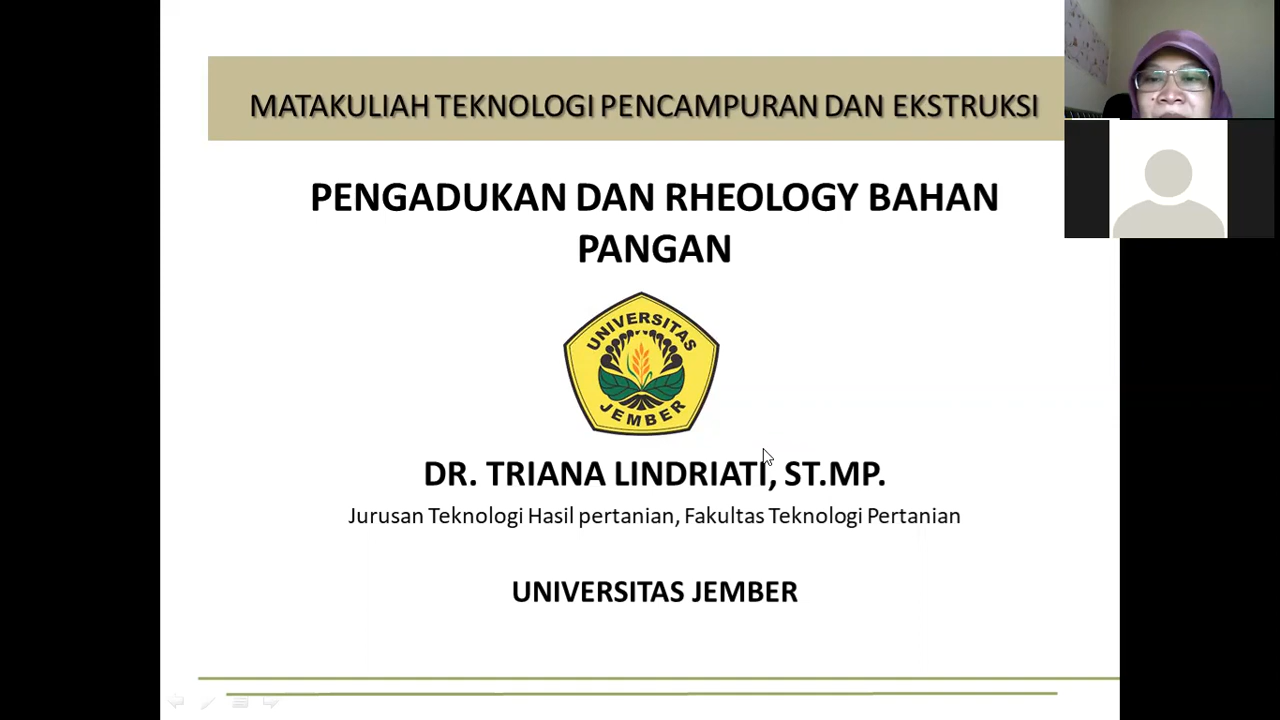 MATAKULIAH TEKNOLOGI PENCAMPURAN DAN EKSTRUKSI
PENGADUKAN DAN RHEOLOGY BAHAN
PANGAN
UNIVERSITAS
JEMBER
DR. TRIANA LINDRIATI, ST.MP.
Jurusan Teknologi Hasil pertanian, Fakultas Teknologi Pertanian
UNIVERSITAS JEMBER